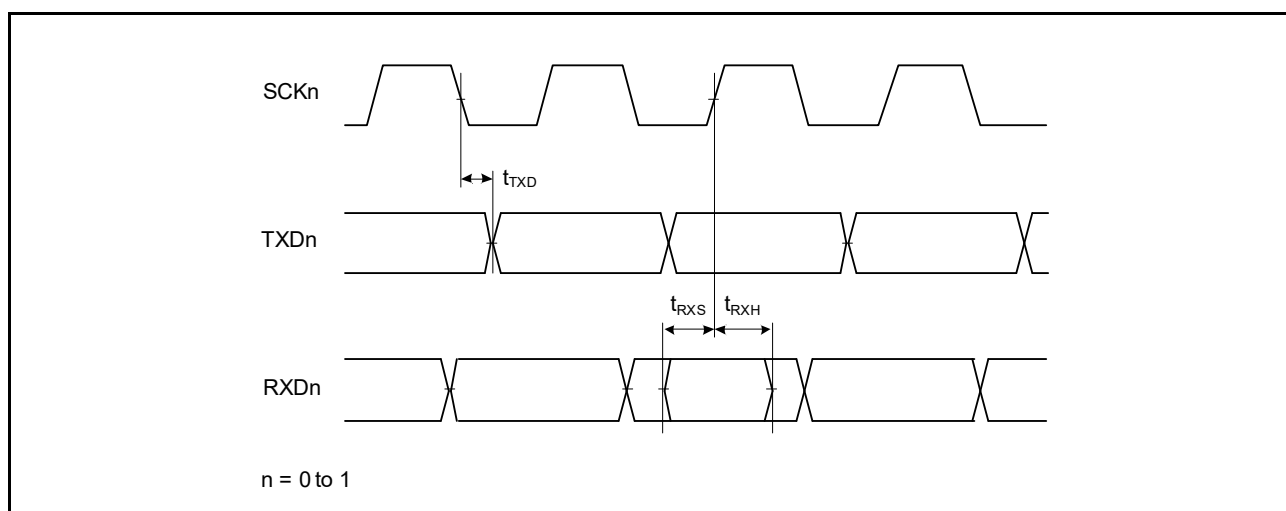 SCKn
tTXD
TXDn
tRXS tRXH
RXDn
n = 0 to 1